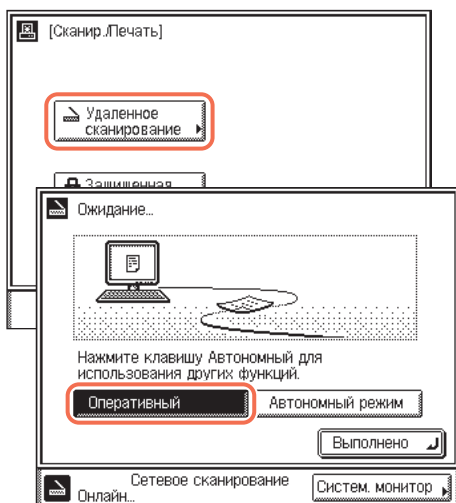 [Сканир./Печать]
Удаленное
сканирование
Защищенная
Ожидание...
Нажмите клавишу Автономный для
использования других функций.
Оперативный
Автономный режим
Выполнено
Сетевое сканирование
Онлайн...
Систем. монитор